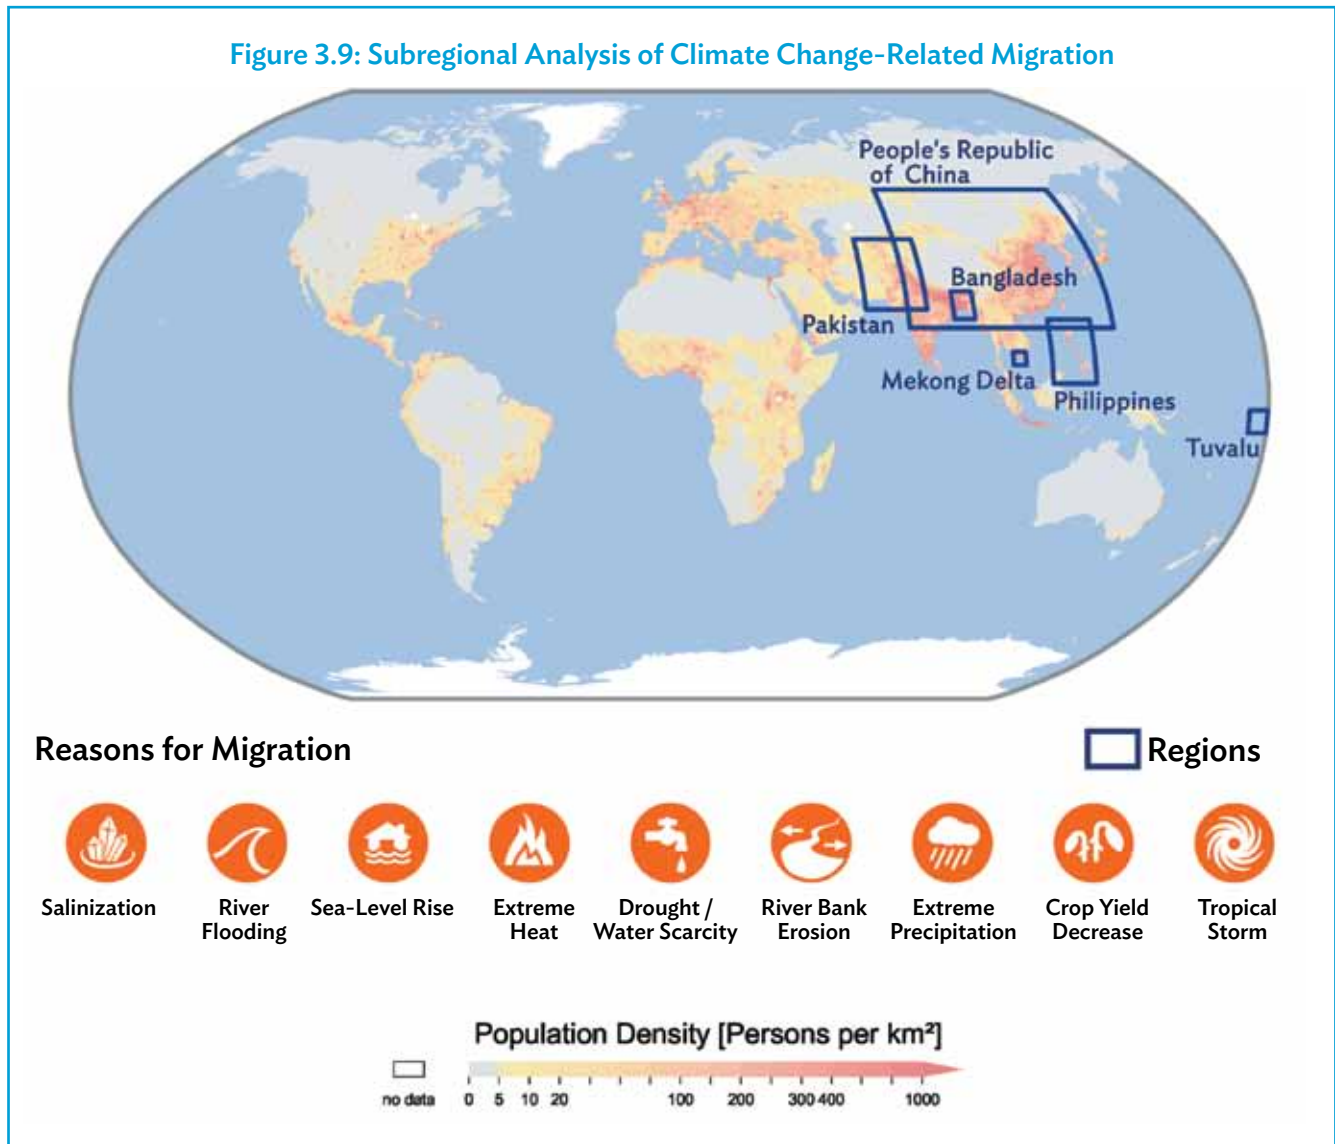 Figure 3.9: Subregional Analysis of Climate Change-Related Migration
People's Republic
of China
Bangladesh
Pakistan
Mekong Delta
Philippines
Tuvalu
Reasons for Migration
Regions
Salinization
River
Flooding
Sea-Level Rise
Extreme
Heat
Drought /
Water Scarcity
River Bank
Erosion
Extreme
Precipitation
Crop Yield
Decrease
Tropical
Storm
Population Density [Persons per km²]
no data 0 5 10 20 100 200 300 400 1000